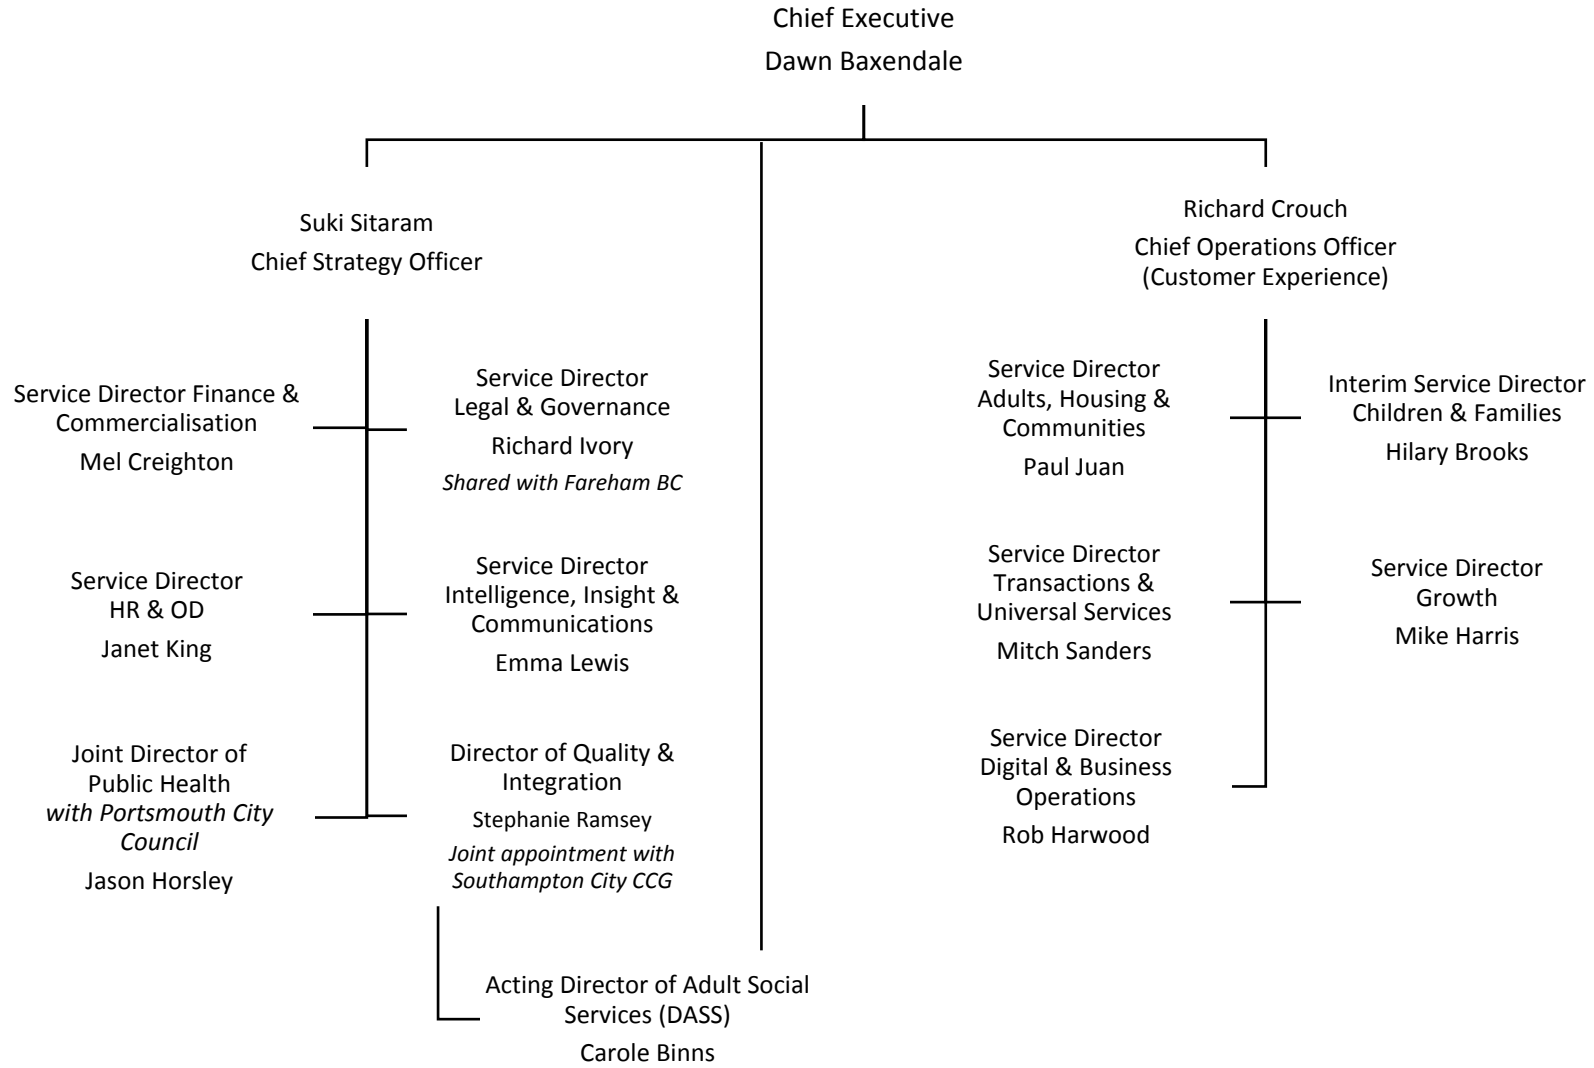 Chief Executive
Dawn Baxendale
Suki Sitaram
Chief Strategy Officer
Richard Crouch
Chief Operations Officer
(Customer Experience)
Service Director Finance &
Commercialisation
Mel Creighton
Service Director
Legal & Governance
Richard Ivory
Shared with Fareham BC
Service Director
Adults, Housing &
Communities
Paul Juan
Interim Service Director
Children & Families
Hilary Brooks
Service Director
HR & OD
Janet King
Service Director
Intelligence, Insight &
Communications
Emma Lewis
Service Director
Transactions &
Universal Services
Mitch Sanders
Service Director
Growth
Mike Harris
Joint Director of
Public Health
with Portsmouth City
Council
Jason Horsley
Director of Quality &
Integration
Stephanie Ramsey
Joint appointment with
Southampton City CCG
Service Director
Digital & Business
Operations
Rob Harwood
Acting Director of Adult Social
Services (DASS)
Carole Binns